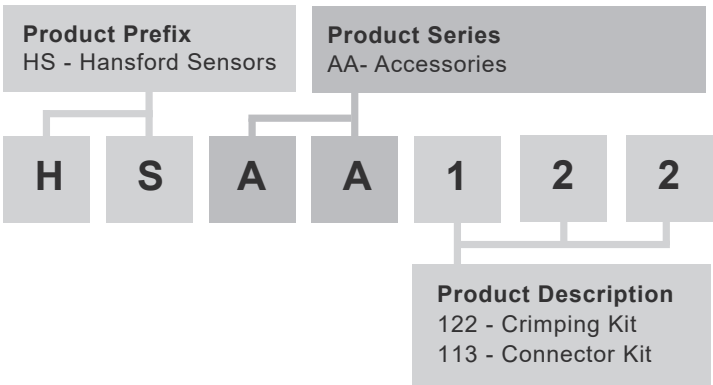 Product Prefix
HS - Hansford Sensors
Product Series
AA- Accessories
H S A A 1 2 2
Product Description
122 - Crimping Kit
113 - Connector Kit